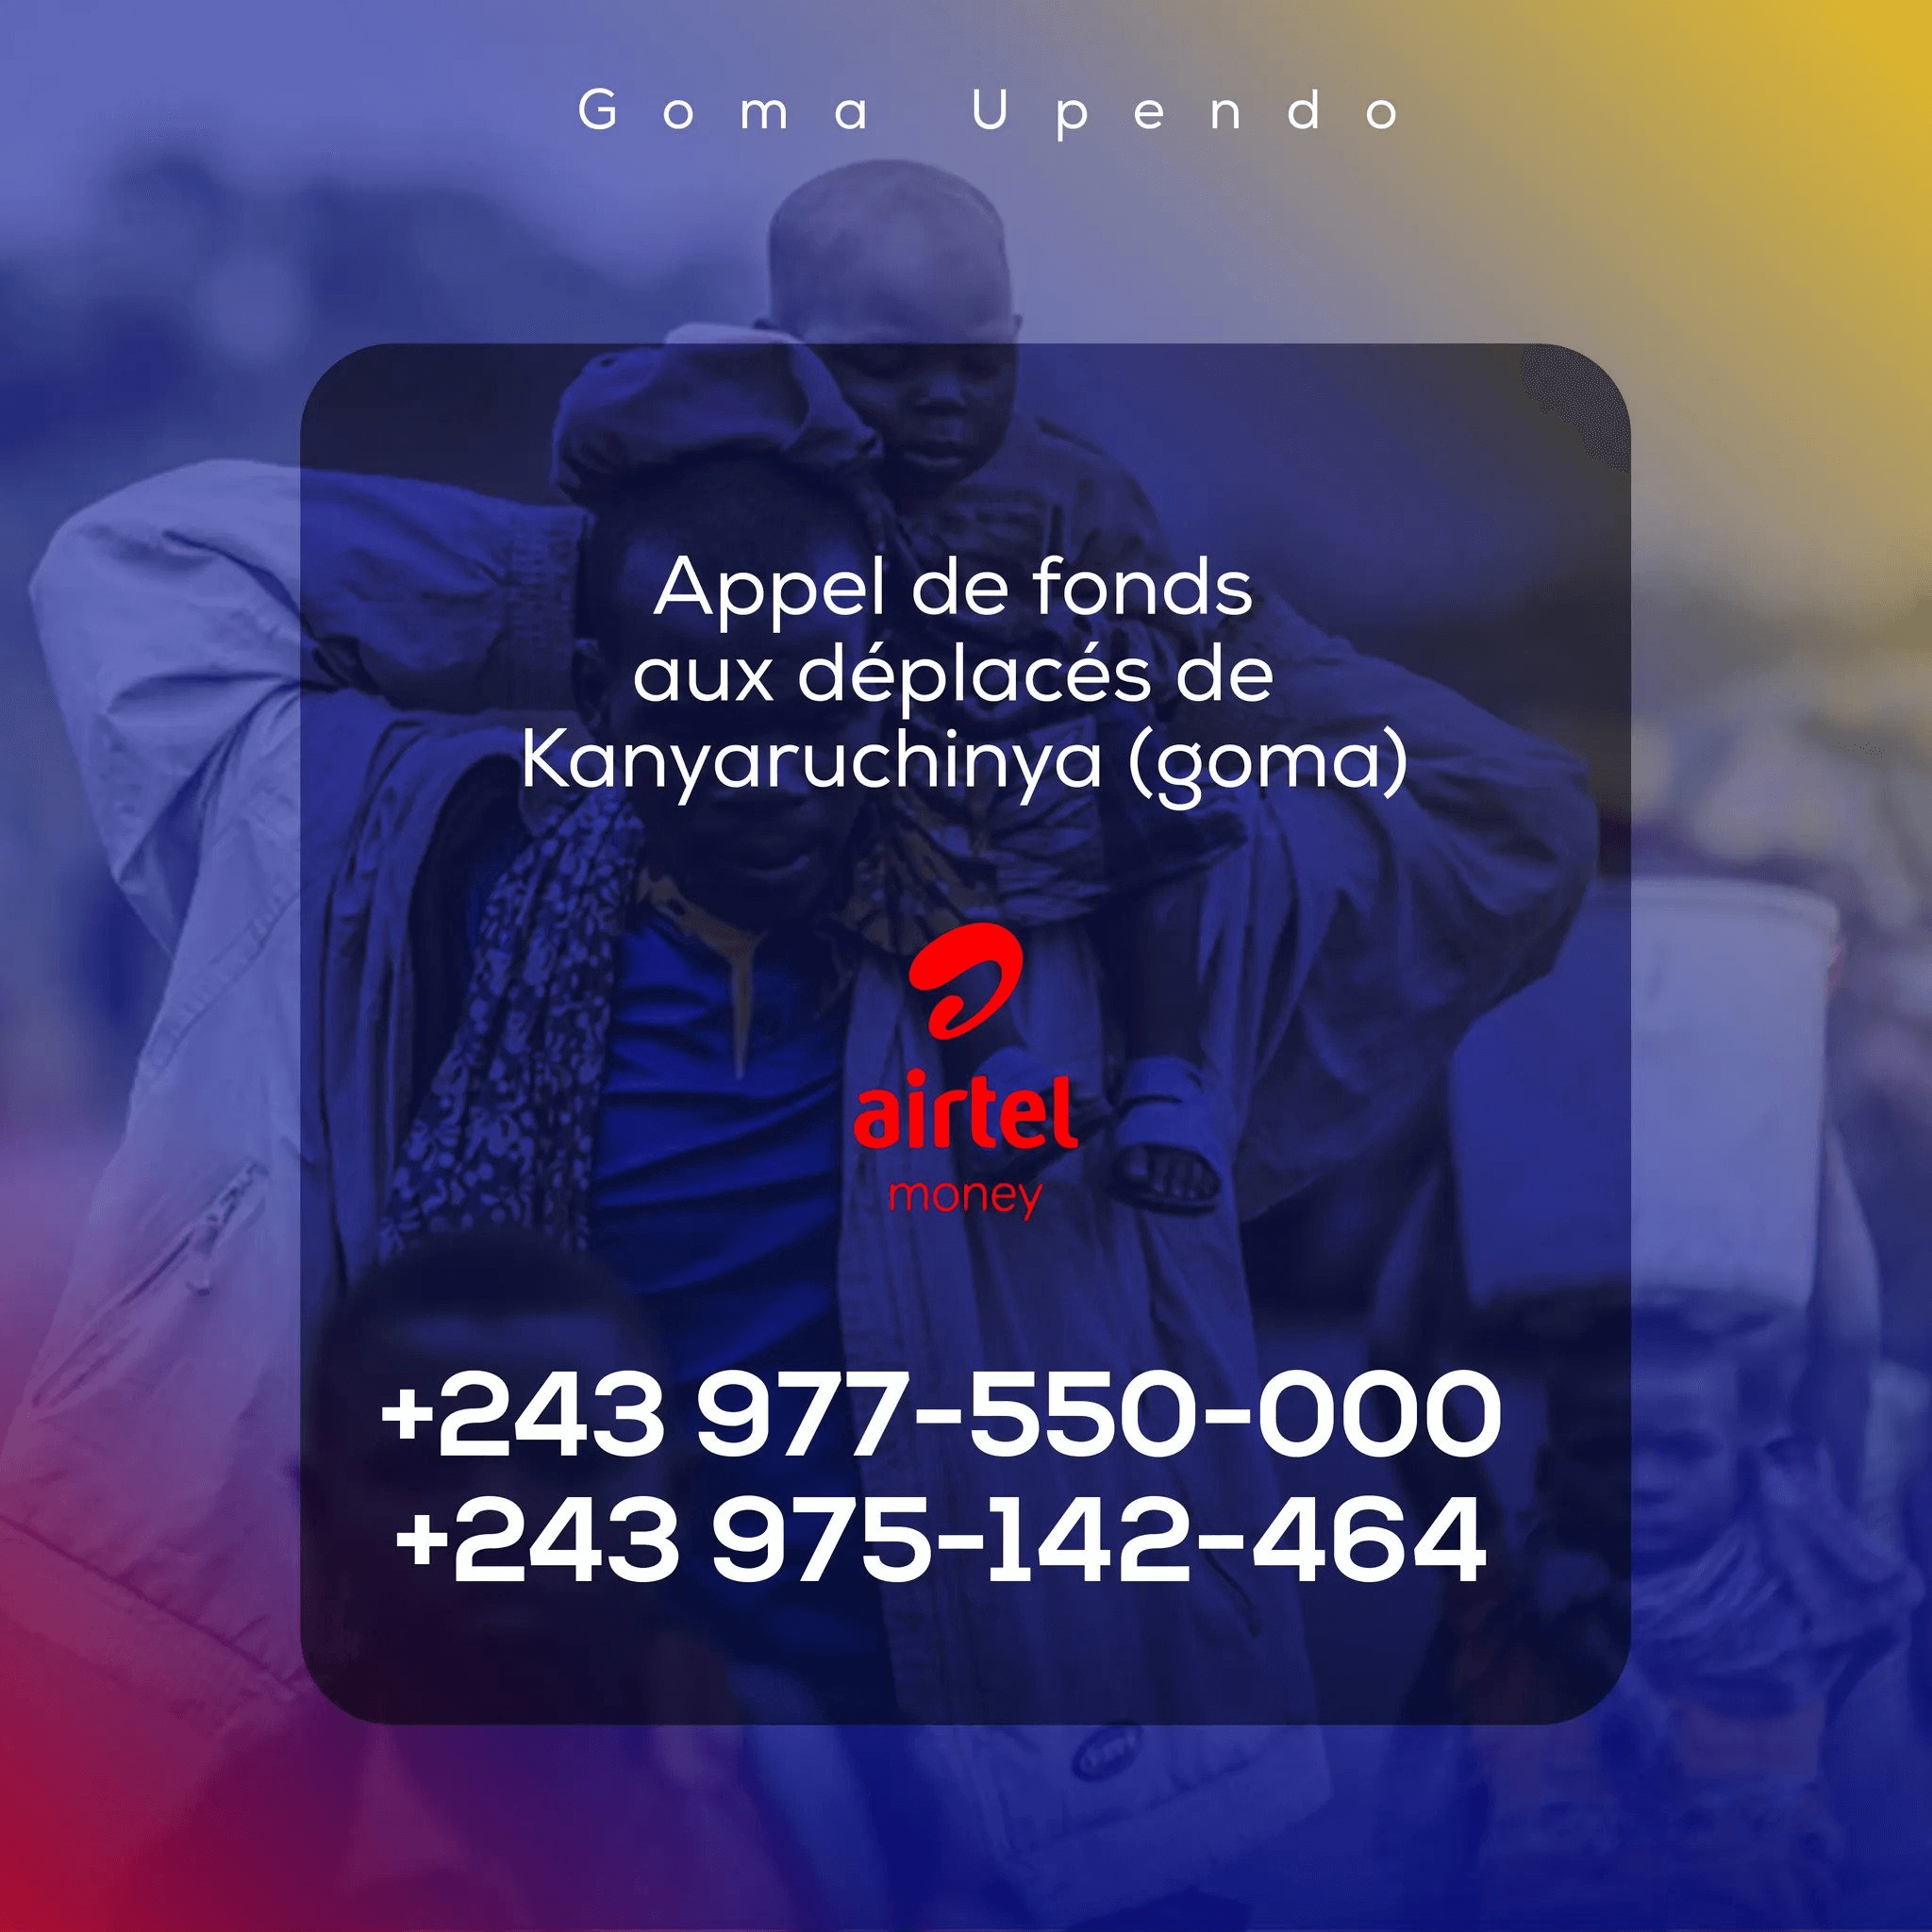 Goma Upendo
Appel de fonds
aux déplacés de
Kanyaruchinya (goma)
airtel
money
+243 977-550-000
+243 975-142-464